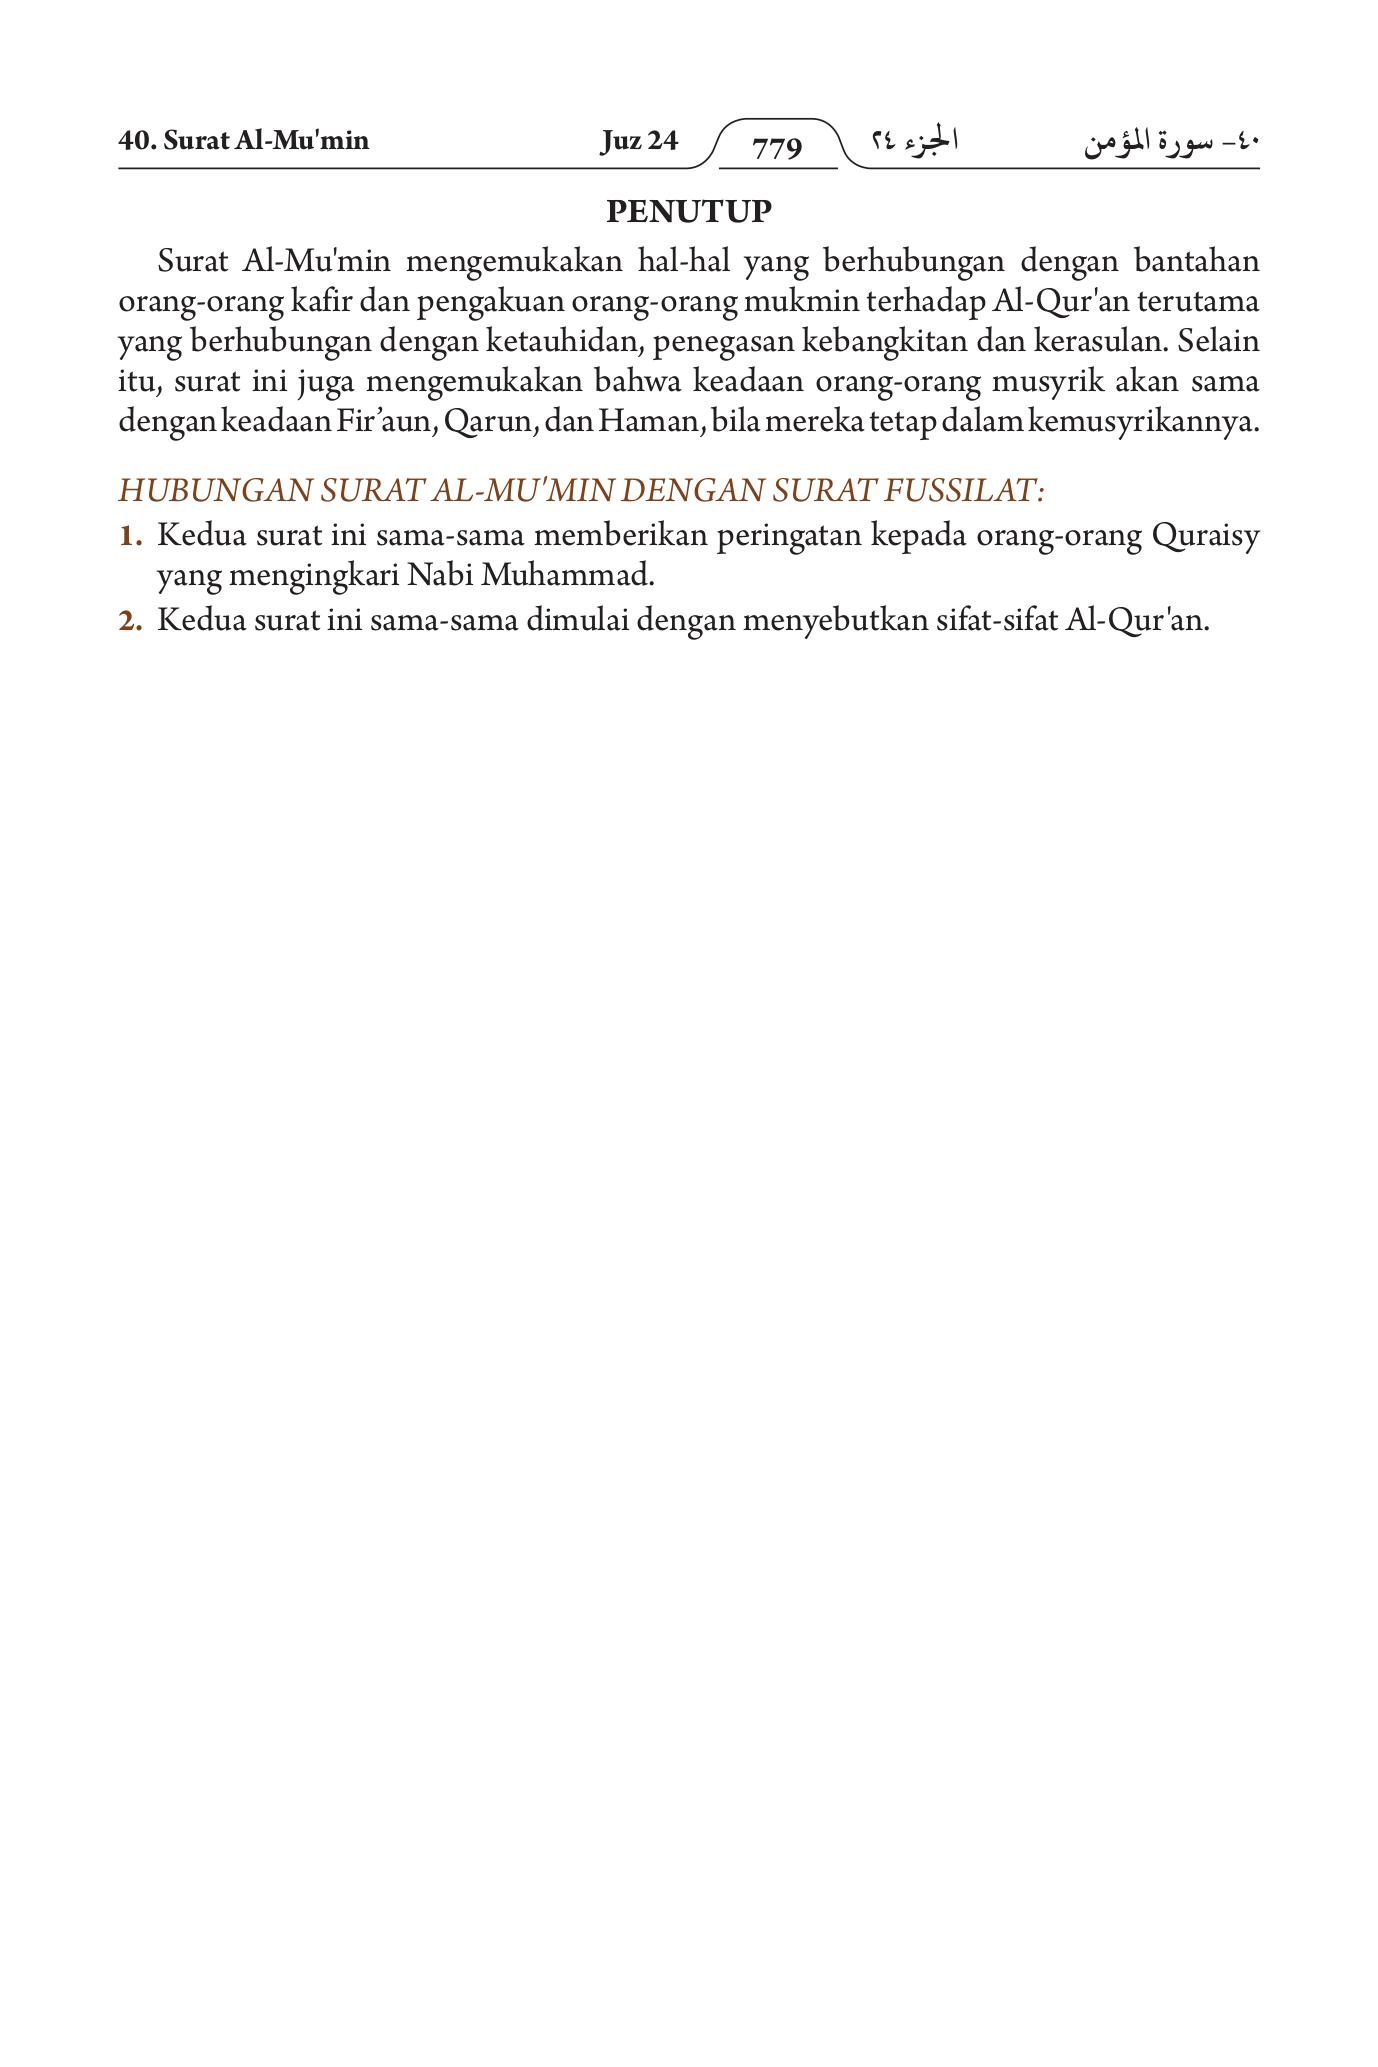 40. Surat Al-Mu'min Juz 24 779 الجزء ٢٤ ٤٠- سورة المؤمن
PENUTUP
Surat Al-Mu'min mengemukakan hal-hal yang berhubungan dengan bantahan
orang-orang kafir dan pengakuan orang-orang mukmin terhadap Al-Qur'an terutama
yang berhubungan dengan ketauhidan, penegasan kebangkitan dan kerasulan. Selain
itu, surat ini juga mengemukakan bahwa keadaan orang-orang musyrik akan sama
dengan keadaan Fir’aun, Qarun, dan Haman, bila mereka tetap dalam kemusyrikannya.
HUBUNGAN SURAT AL-MU'MIN DENGAN SURAT FUSSILAT:
1. Kedua surat ini sama-sama memberikan peringatan kepada orang-orang Quraisy
yang mengingkari Nabi Muhammad.
2. Kedua surat ini sama-sama dimulai dengan menyebutkan sifat-sifat Al-Qur'an.